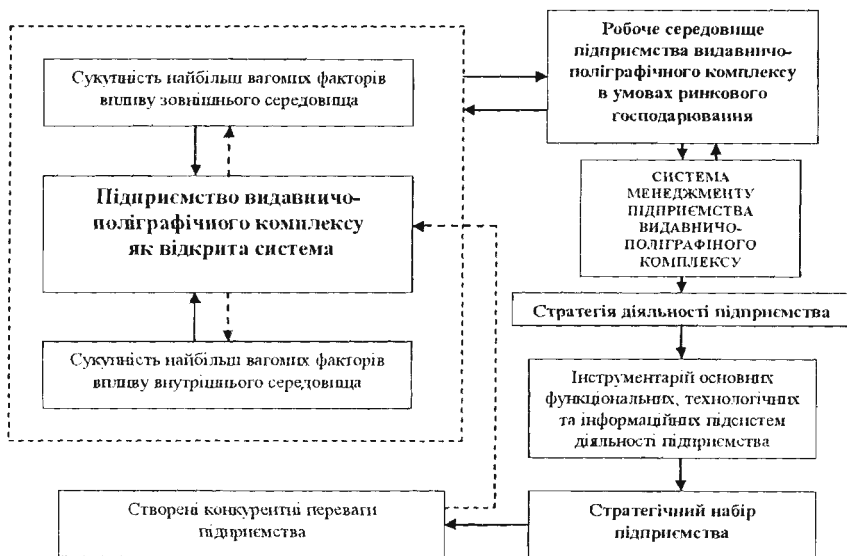 Сукупність найбільш вагомих факторів
впливу зовнішнього середовища
Підприємство видавничо-
поліграфічного комплексу
як відкрита система
Сукупність найбільш вагомих факторів
впливу внутрішнього середовища
Робоче середовище
підприємства видавничо-
поліграфічного комплексу
в умовах ринкового
господарювання
СИСТЕМА
МЕНЕДЖМЕНТУ
ПІДПРИЄМСТВА
ВИДАВНИЧО-
ПОЛІГРАФІНОГО
КОМПЛЕКСУ
Стратегія діяльності підприємства
Інструментарій основних
функціональних, технологічних
та інформаційних підсистем
діяльності підприємства
Стратегічний набір
підприємства
Створені конкурентні переваги
підприємства